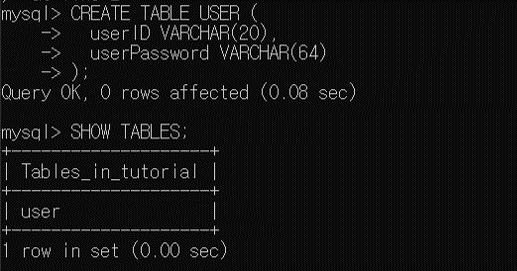 mysql> CREATE TABLE USER (
    ->   userID VARCHAR(20),
    ->   userPassword VARCHAR(64)
    -> );
Query OK, 0 rows affected (0.08 sec)
mysql> SHOW TABLES;
+--------------------+
| Tables_in_tutorial |
+--------------------+
| user               |
+--------------------+
1 row in set (0.00 sec)